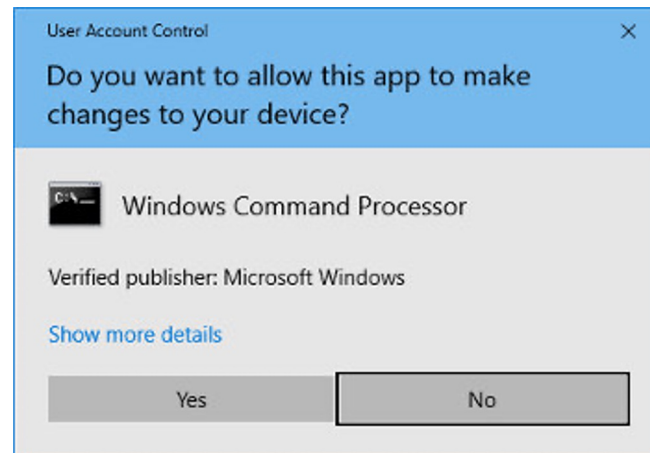 User Account Control
Do you want to allow this app to make
changes to your device?
C:\_
Windows Command Processor
Verified publisher: Microsoft Windows
Show more details
Yes
No